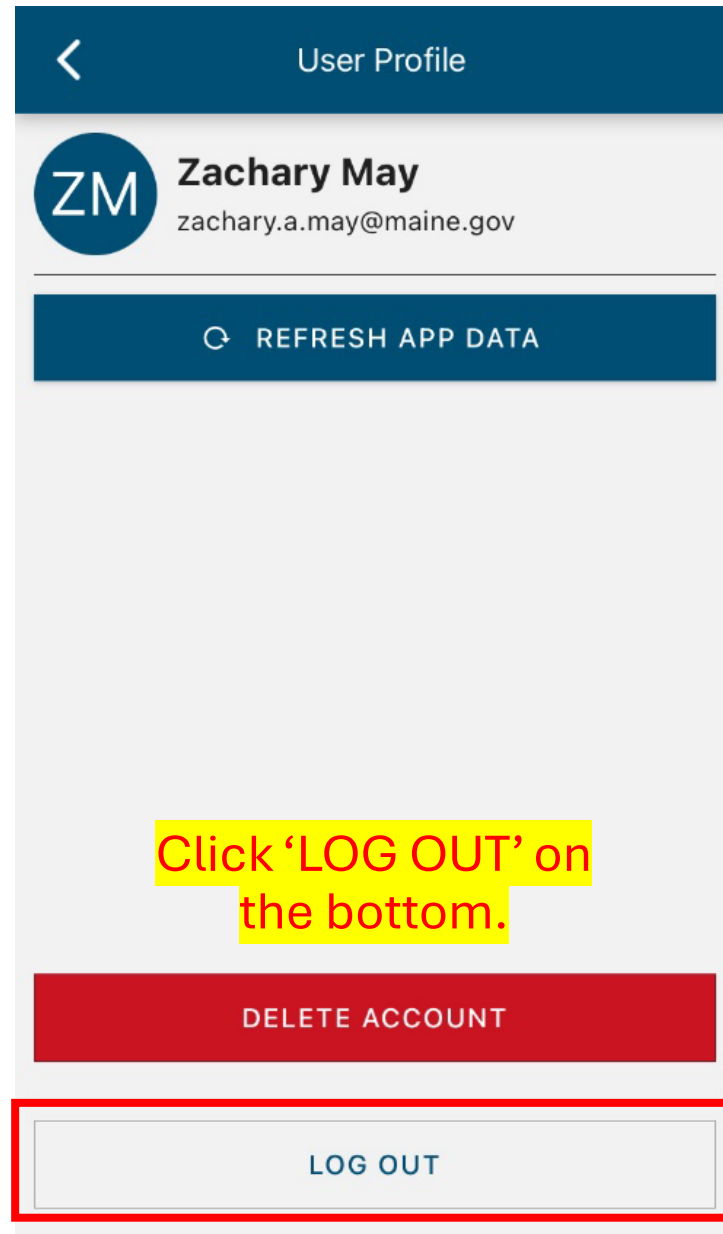 User Profile
ZM
Zachary May
zachary.a.may@maine.gov
REFRESH APP DATA
Click ‘LOG OUT’ on
the bottom.
DELETE ACCOUNT
LOG OUT